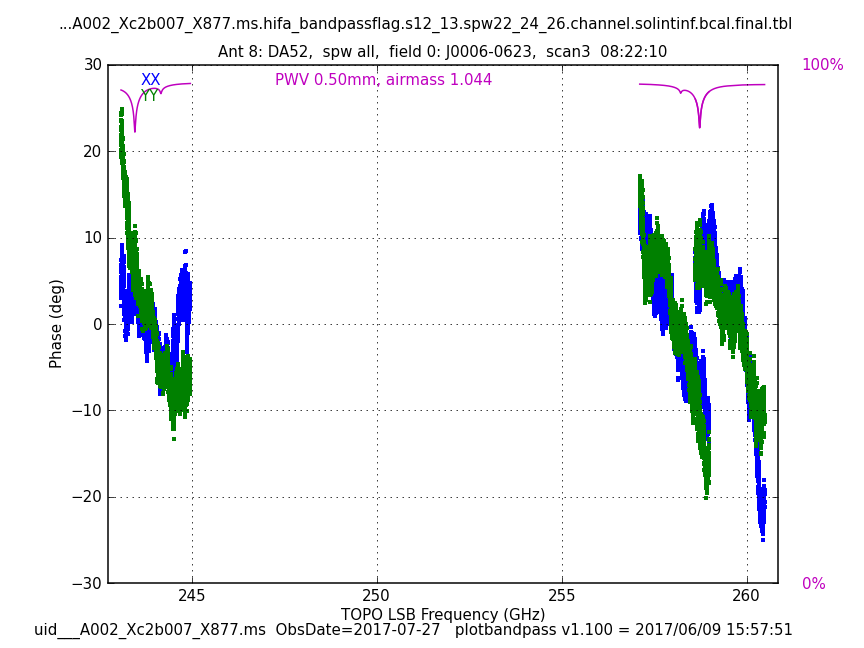 ...A002_Xc2b007_X877.ms.hifa_bandpassflag.s12_13.spw22_24_26.channel.solintinf.bcal.final.tbl
Ant 8: DA52,  spw all,  field 0: J0006-0623,  scan3  08:22:10
30
100%
XX
YY
PWV 0.50mm, airmass 1.044
20
10
0
−10
−20
−30
0%
Phase (deg)
245
250
255
260
TOPO LSB Frequency (GHz)
uid___A002_Xc2b007_X877.ms  ObsDate=2017-07-27   plotbandpass v1.100 = 2017/06/09 15:57:51